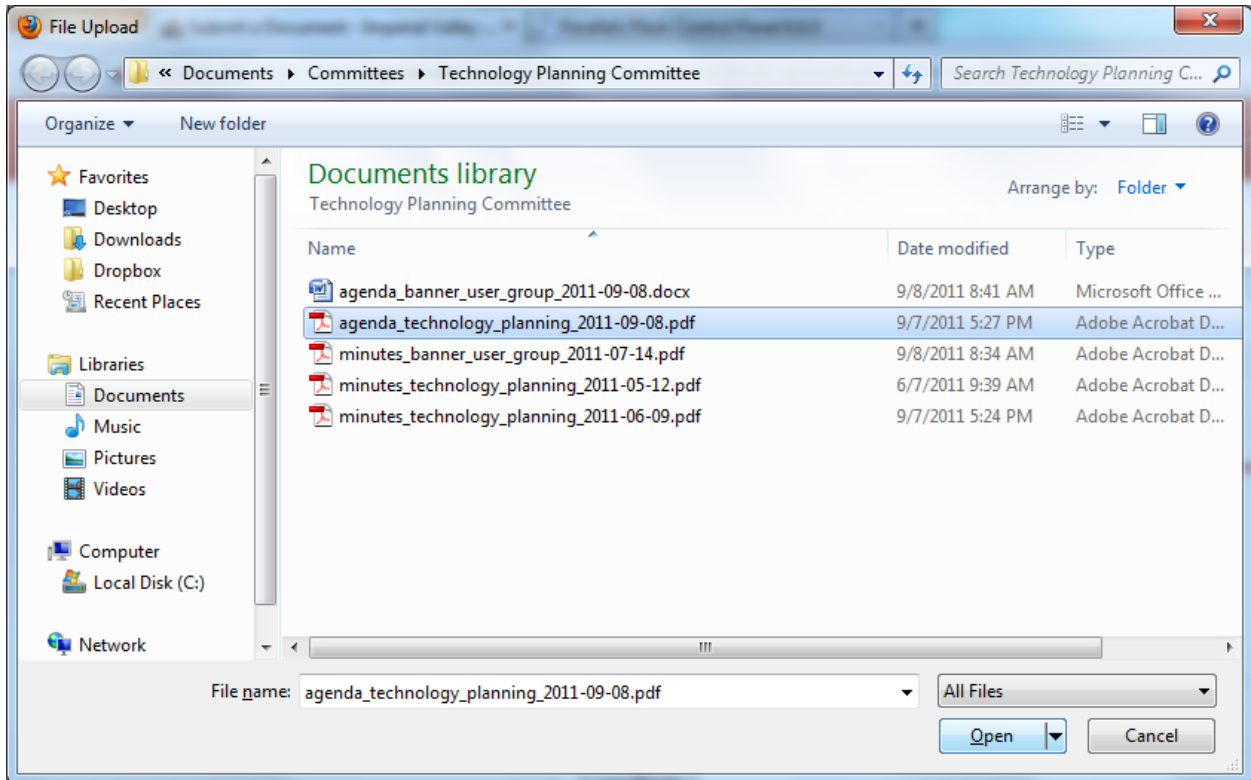 File Upload
« Documents Committees Technology Planning Committee Search Technology Planning C...
Organize New folder
Favorites
Desktop
Downloads
Dropbox
Recent Places
Libraries
Documents
Music
Pictures
Videos
Computer
Local Disk (C:)
Network
Documents library
Technology Planning Committee
Arrange by: Folder
Name Date modified Type
agenda_banner_user_group_2011-09-08.docx 9/8/2011 8:41 AM Microsoft Office ...
agenda_technology_planning_2011-09-08.pdf 9/7/2011 5:27 PM Adobe Acrobat D...
minutes_banner_user_group_2011-07-14.pdf 9/8/2011 8:34 AM Adobe Acrobat D...
minutes_technology_planning_2011-05-12.pdf 6/7/2011 9:39 AM Adobe Acrobat D...
minutes_technology_planning_2011-06-09.pdf 9/7/2011 5:24 PM Adobe Acrobat D...
File name: agenda_technology_planning_2011-09-08.pdf All Files
Open Cancel